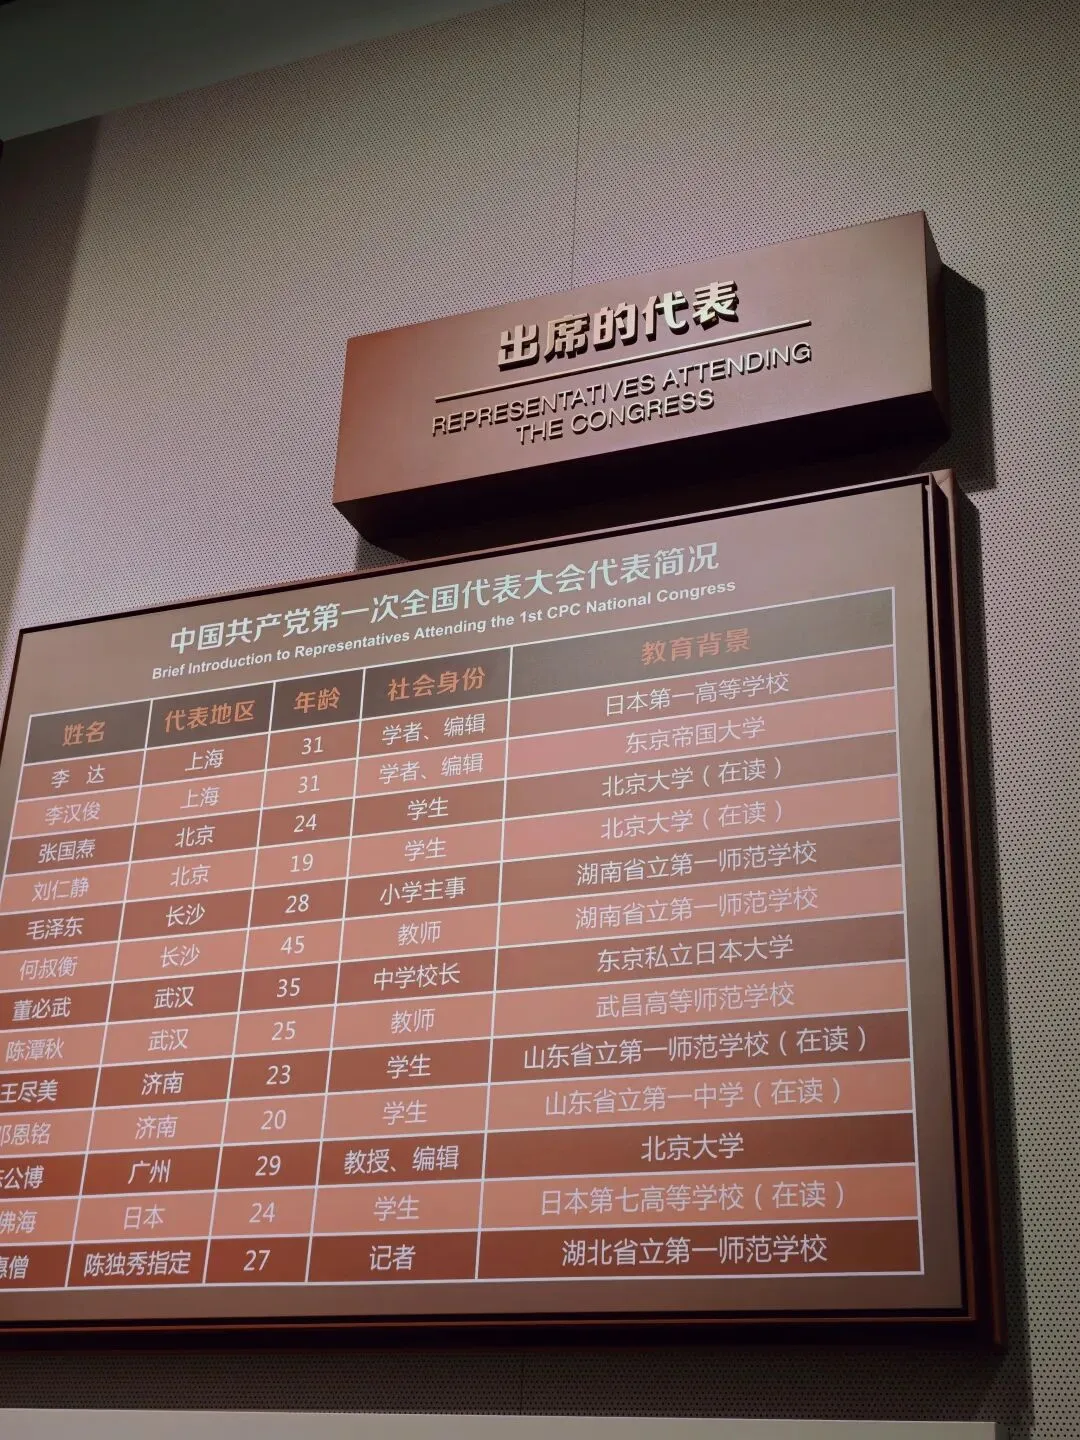 出席的代表
REPRESENTATIVES ATTENDING
THE CONGRESS
中国共产党第一次全国代表大会代表简况
Brief Introduction to Representatives Attending the 1st CPC National Congress
姓名 代表地区 年龄 社会身份 教育背景
李 达 上海 31 学者、编辑 日本第一高等学校
李汉俊 上海 31 学者、编辑 东京帝国大学
张国焘 北京 24 学生 北京大学（在读）
刘仁静 北京 19 学生 北京大学（在读）
毛泽东 长沙 28 小学主事 湖南省立第一师范学校
何叔衡 长沙 45 教师 湖南省立第一师范学校
董必武 武汉 35 中学校长 东京私立日本大学
陈潭秋 武汉 25 教师 武昌高等师范学校
王尽美 济南 23 学生 山东省立第一师范学校（在读）
邓恩铭 济南 20 学生 山东省立第一中学（在读）
公博 广州 29 教授、编辑 北京大学
佛海 日本 24 学生 日本第七高等学校（在读）
惠僧 陈独秀指定 27 记者 湖北省立第一师范学校